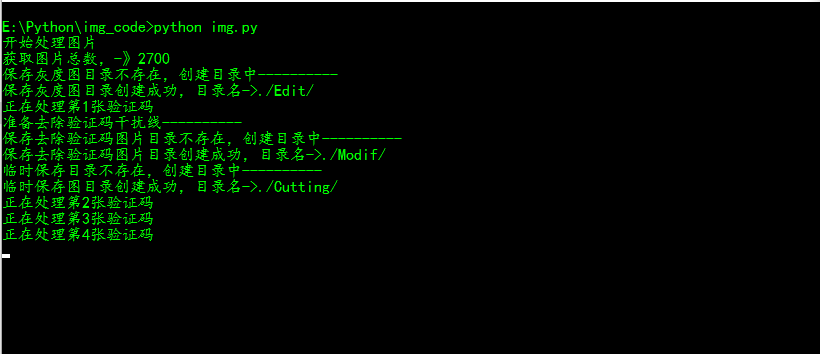 E:\Python\img_code>python img.py
开始处理图片
获取图片总数，-》2700
保存灰度图目录不存在，创建目录中----------
保存灰度图目录创建成功，目录名->./Edit/
正在处理第1张验证码
准备去除验证码干扰线----------
保存去除验证码图片目录不存在，创建目录中----------
保存去除验证码图片目录创建成功，目录名->./Modif/
临时保存目录不存在，创建目录中----------
临时保存图目录创建成功，目录名->./Cutting/
正在处理第2张验证码
正在处理第3张验证码
正在处理第4张验证码